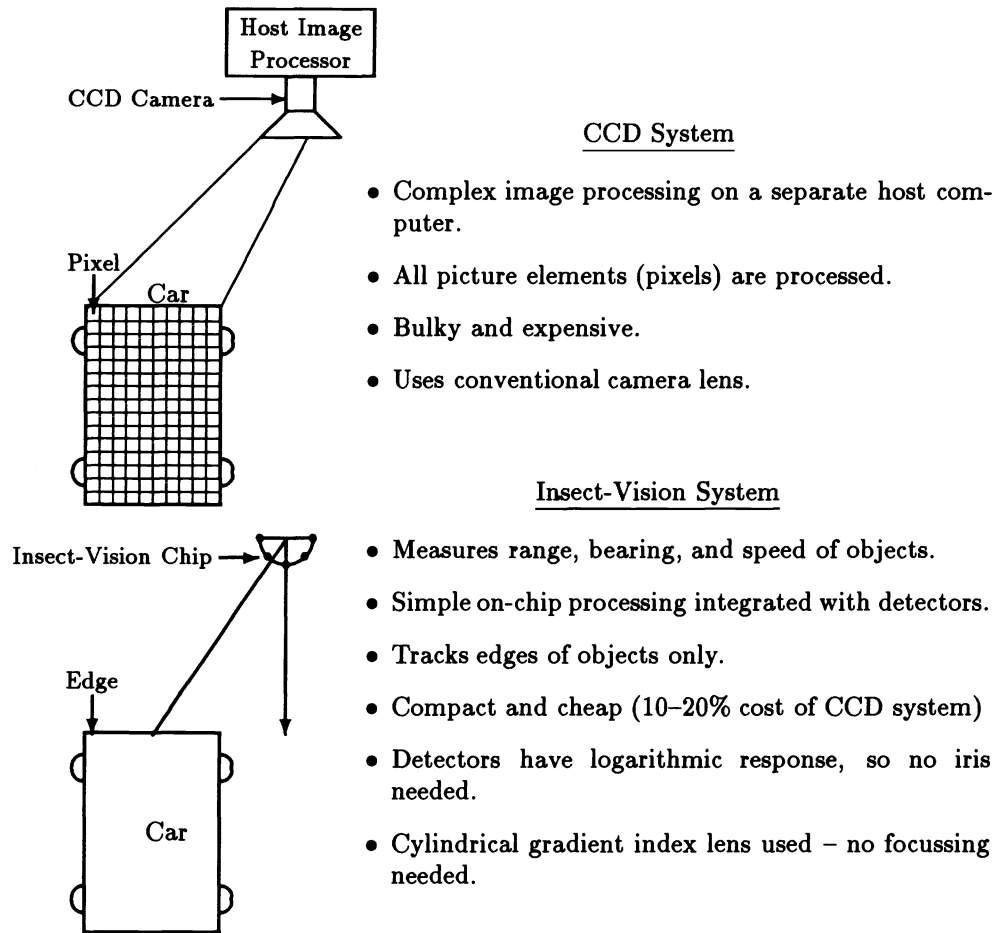 Host Image
Processor
CCD Camera
Pixel
Car
CCD System
• Complex image processing on a separate host com-
puter.
• All picture elements (pixels) are processed.
• Bulky and expensive.
• Uses conventional camera lens.
Insect-Vision Chip
Edge
Car
Insect-Vision System
• Measures range, bearing, and speed of objects.
• Simple on-chip processing integrated with detectors.
• Tracks edges of objects only.
• Compact and cheap (10–20% cost of CCD system)
• Detectors have logarithmic response, so no iris
needed.
• Cylindrical gradient index lens used – no focussing
needed.